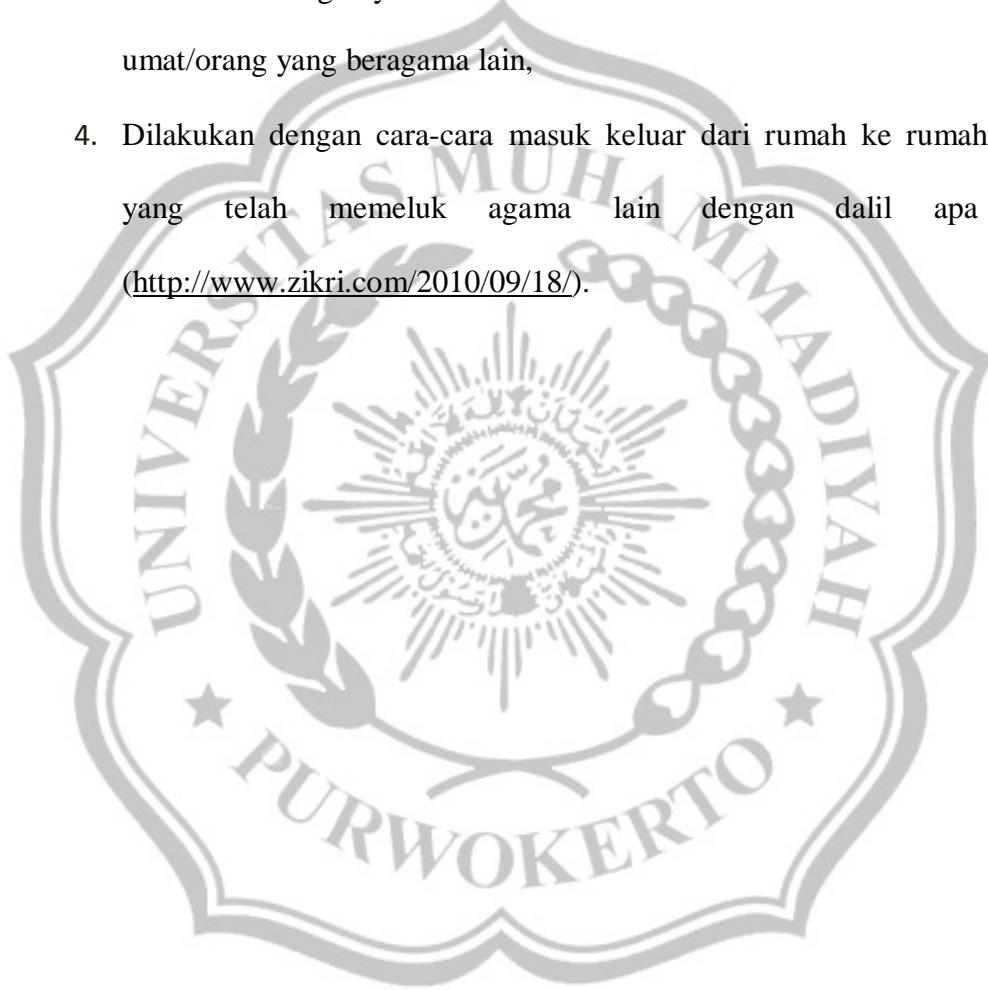 umat/orang yang beragama lain,
4. Dilakukan dengan cara-cara masuk keluar dari rumah ke rumah
yang telah memeluk agama lain dengan dalil apa
(http://www.zikri.com/2010/09/18/).
UNIVERSITAS MUHAMMADIYAH
PURWOKERTO